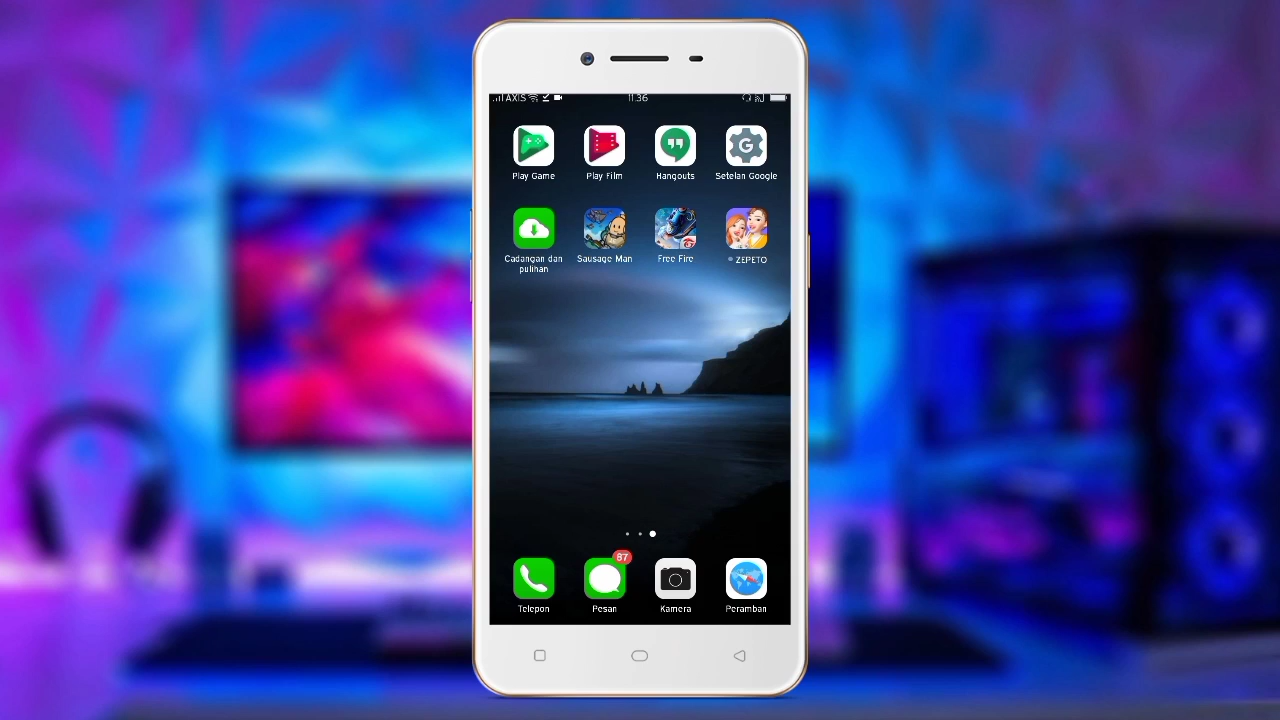 AXIS 11.36
Play Game Play Film Hangouts Setelan Google
Cadangan dan Sausage Man Free Fire ZEPETO
pulihan
67
Telepon Pesan Kamera Peramban